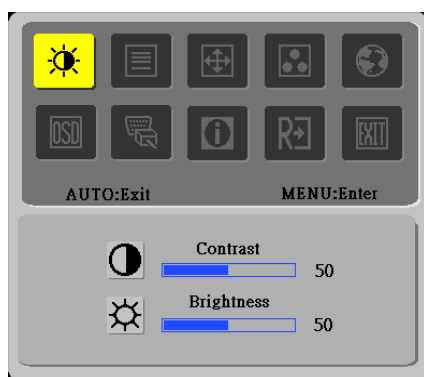 OSD
i
R
EXIT
AUTO:Exit MENU:Enter
Contrast
50
Brightness
50